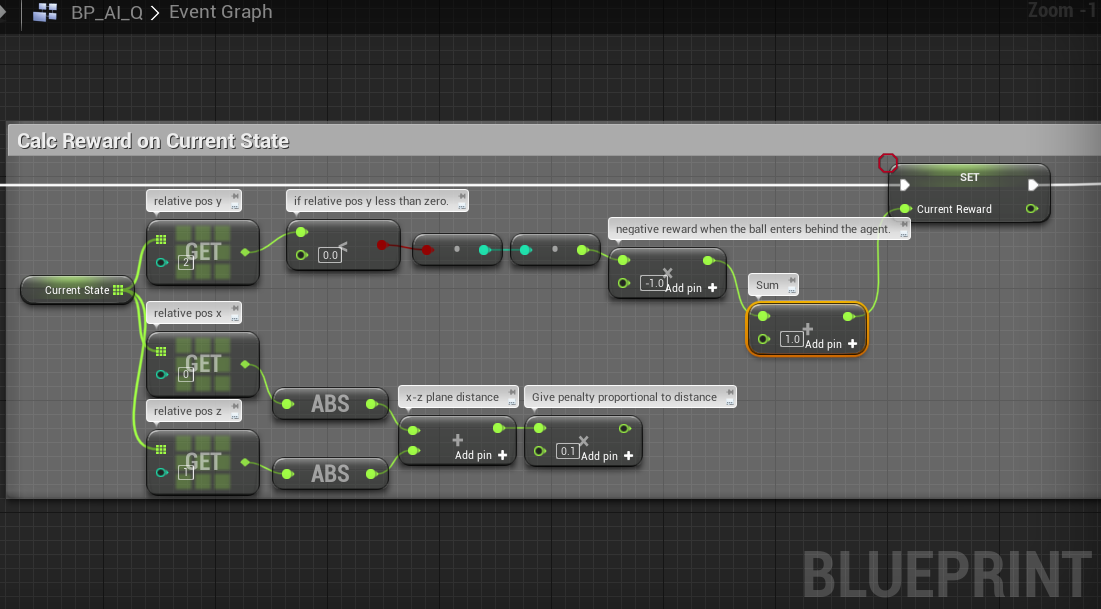 BP_AI_Q > Event Graph
Zoom -1
Calc Reward on Current State
relative pos y
GET
2
if relative pos y less than zero.
<
0.0
SET
Current Reward
negative reward when the ball enters behind the agent.
×
-1.0
Add pin +
Current State
Sum
+
1.0
Add pin +
relative pos x
GET
0
ABS
relative pos z
GET
1
ABS
x-z plane distance
+
Add pin +
Give penalty proportional to distance
×
0.1
Add pin +
BLUEPRINT